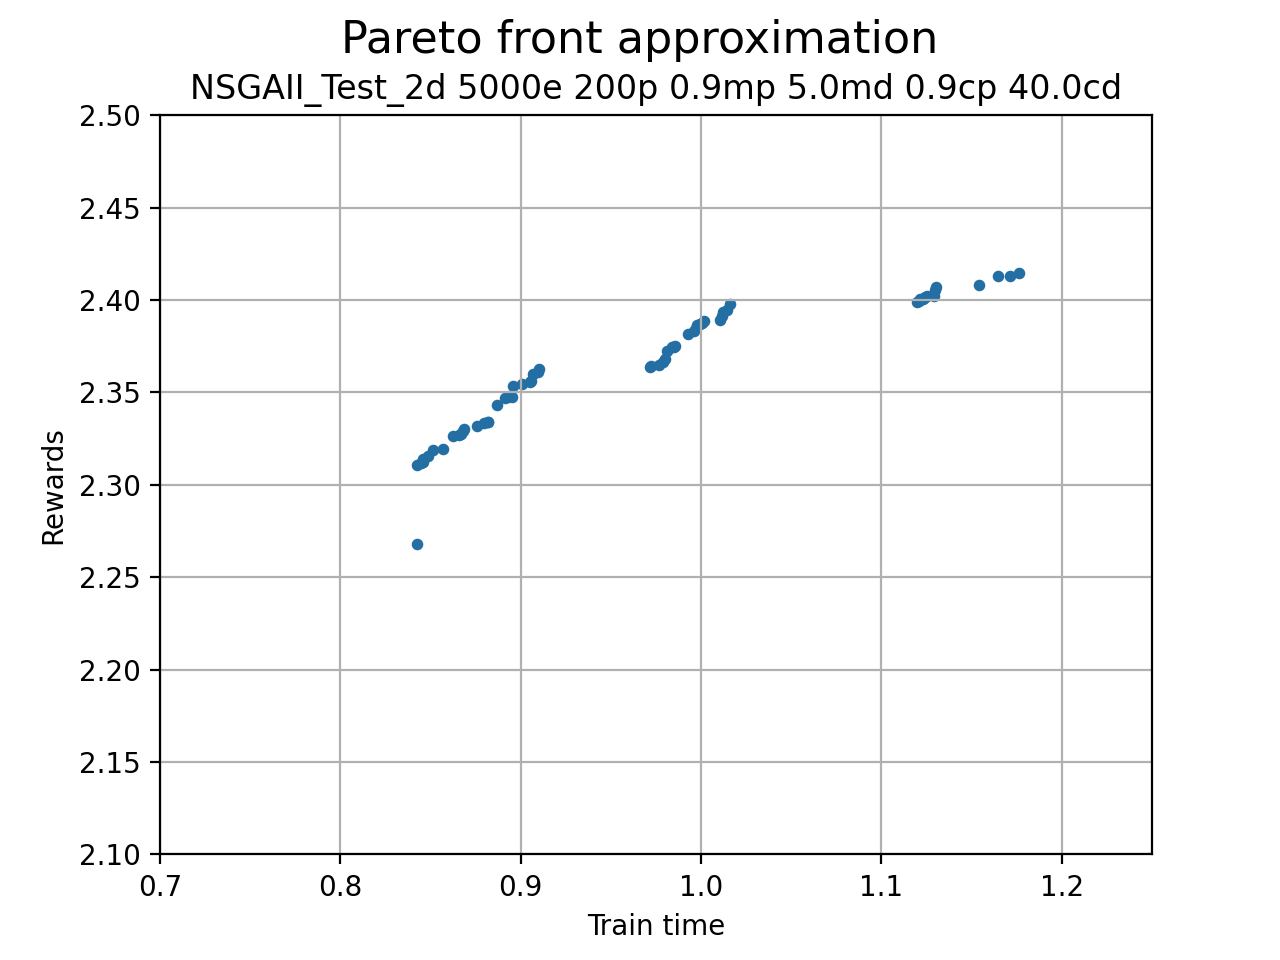 Pareto front approximation
NSGAII_Test_2d 5000e 200p 0.9mp 5.0md 0.9cp 40.0cd
2.50
2.45
2.40
2.35
2.30
2.25
2.20
2.15
2.10
Rewards
0.7 0.8 0.9 1.0 1.1 1.2
Train time